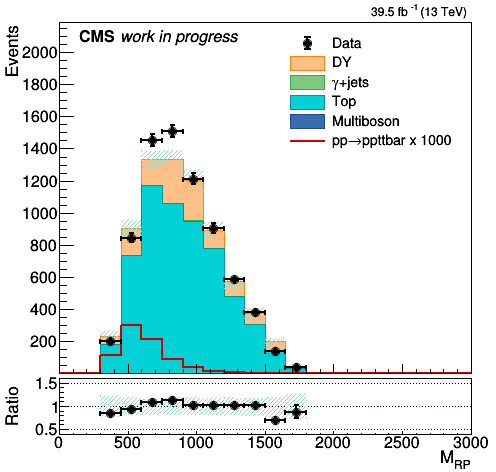 39.5 fb⁻¹ (13 TeV)
CMS work in progress
Events
2000
1800
1600
1400
1200
1000
800
600
400
200
Data
DY
γ+jets
Top
Multiboson
pp→ppttbar x 1000
Ratio
1.5
1
0.5
0 500 1000 1500 2000 2500 3000
M_RP